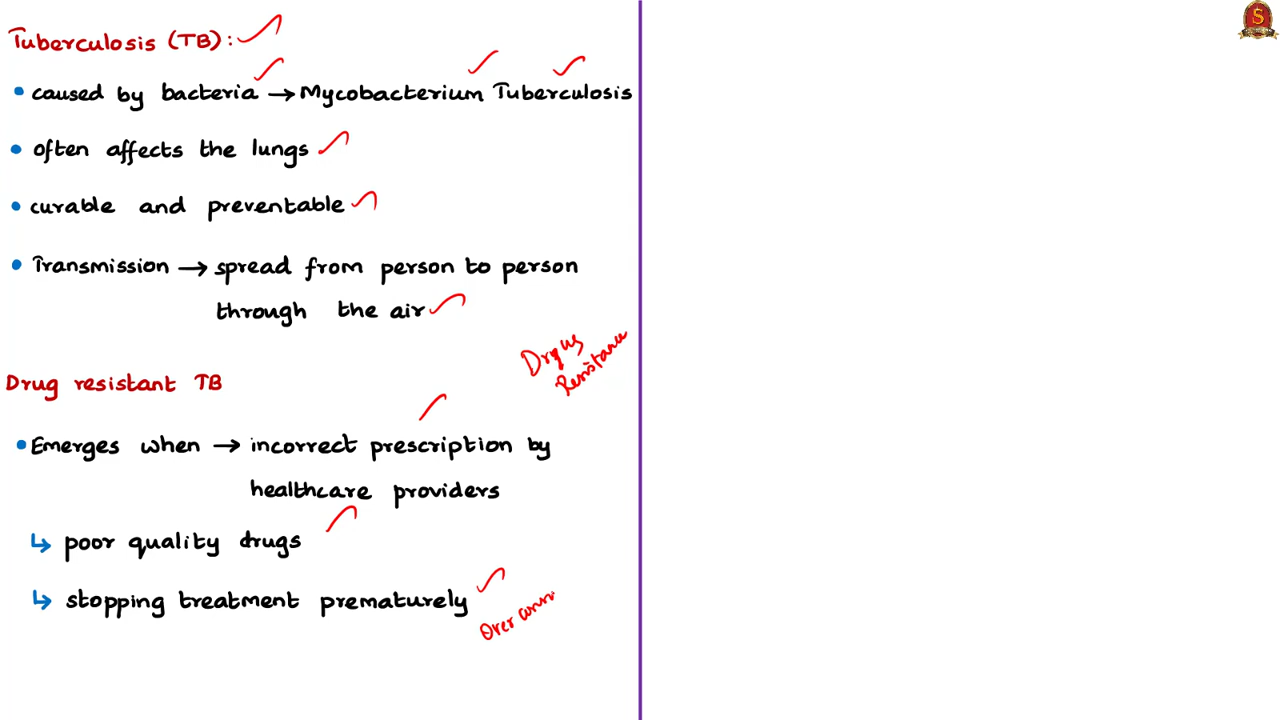 Tuberculosis (TB):
• caused by bacteria → Mycobacterium Tuberculosis
• often affects the lungs
• curable and preventable
• Transmission → spread from person to person
through the air
Drugs
Resistance
Drug resistant TB
• Emerges when → incorrect prescription by
healthcare providers
↳ poor quality drugs
↳ stopping treatment prematurely
Over
S